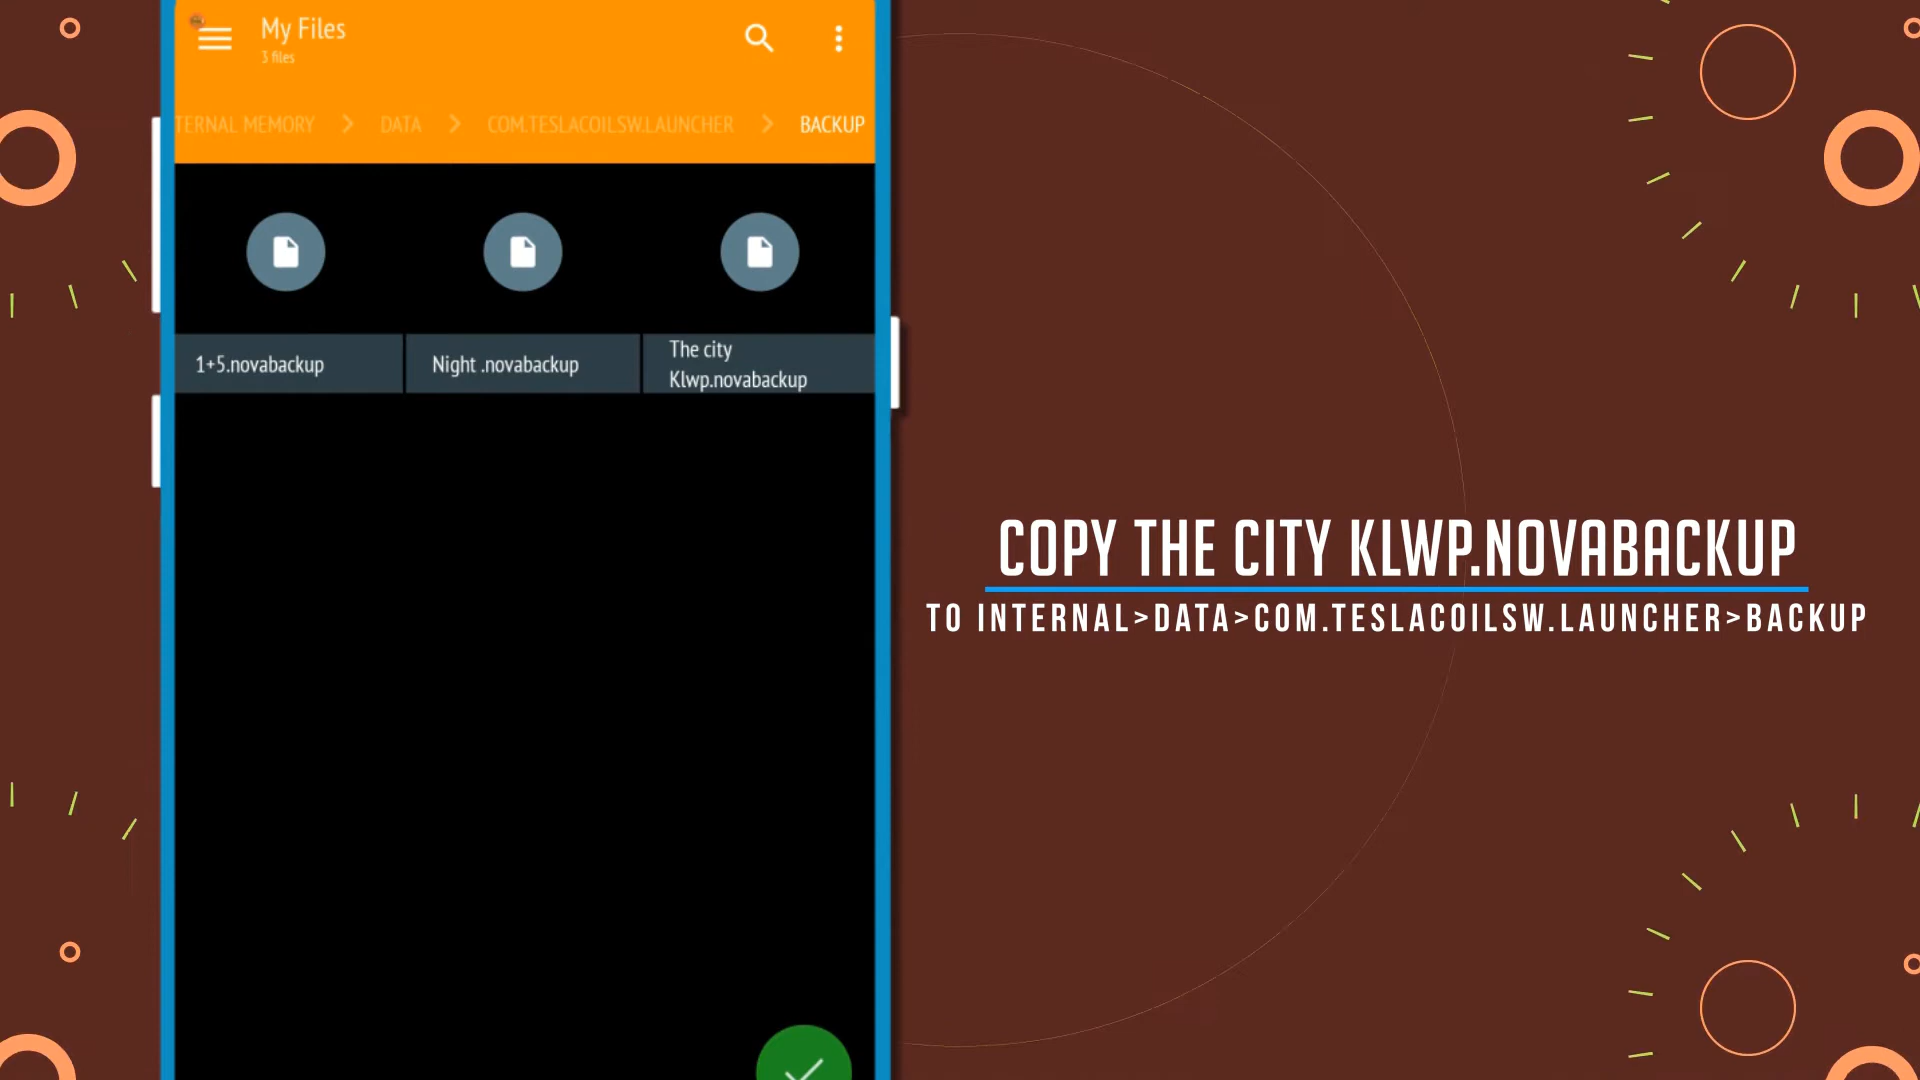 My Files
3 files
TERNAL MEMORY > DATA > COM.TESLACOILSW.LAUNCHER > BACKUP
1+5.novabackup
Night .novabackup
The city
Klwp.novabackup
COPY THE CITY KLWP.NOVABACKUP
TO INTERNAL>DATA>COM.TESLACOILSW.LAUNCHER>BACKUP